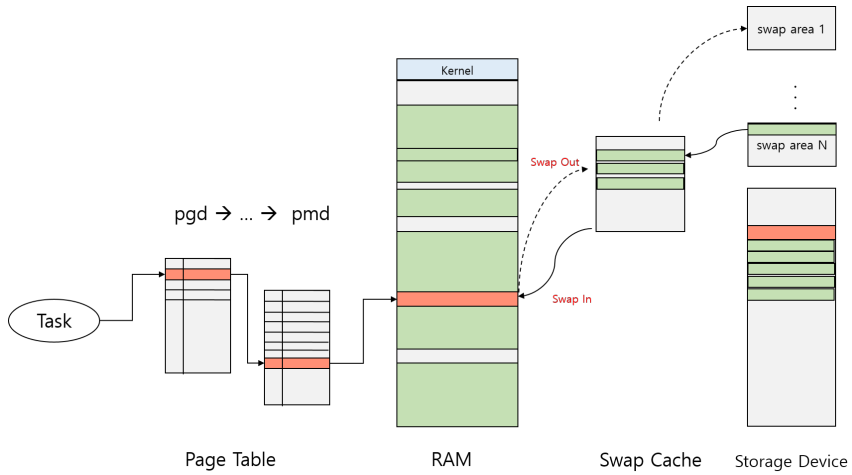 swap area 1
Kernel
swap area N
Swap Out
pgd → ... → pmd
Swap In
Task
Page Table
RAM
Swap Cache
Storage Device